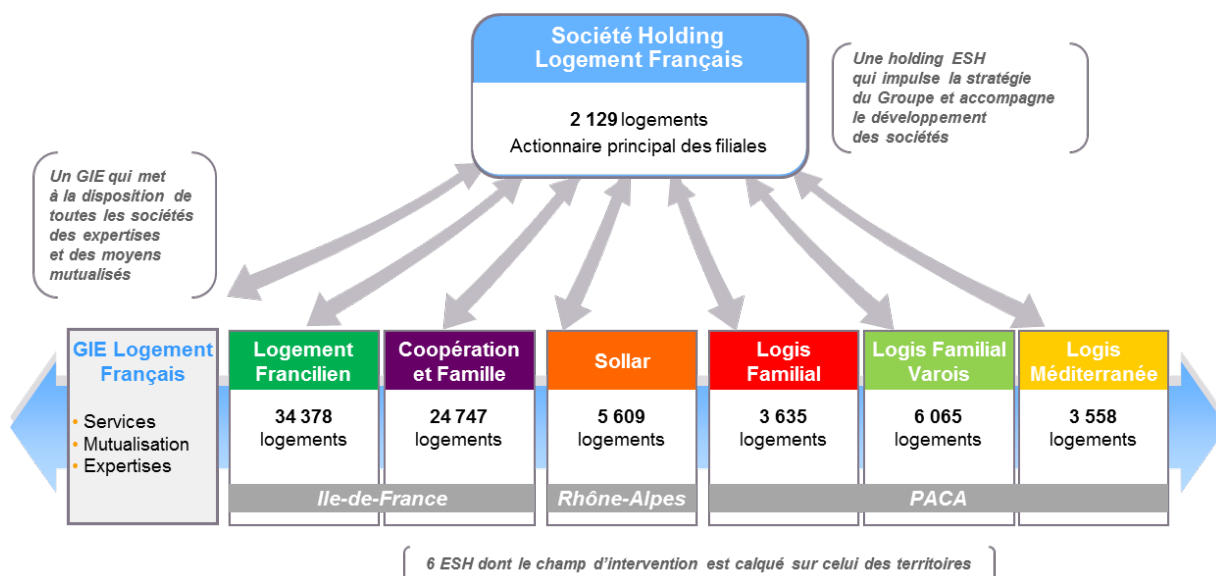 Société Holding
Logement Français
2 129 logements
Actionnaire principal des filiales
Une holding ESH
qui impulse la stratégie
du Groupe et accompagne
le développement
des sociétés
Un GIE qui met
à la disposition de
toutes les sociétés
des expertises
et des moyens
mutualisés
GIE Logement
Français
• Services
• Mutualisation
• Expertises
Logement
Francilien
34 378
logements
Coopération
et Famille
24 747
logements
Ile-de-France
Sollar
5 609
logements
Rhône-Alpes
Logis
Familial
3 635
logements
Logis Familial
Varois
6 065
logements
Logis
Méditerranée
3 558
logements
PACA
6 ESH dont le champ d'intervention est calqué sur celui des territoires